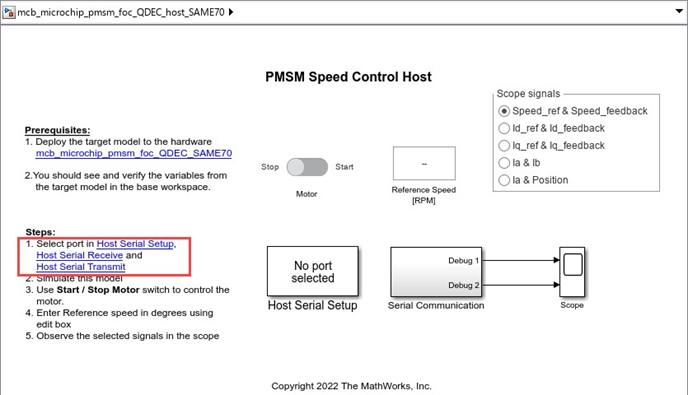 mcb_microchip_pmsm_foc_QDEC_host_SAME70
PMSM Speed Control Host
Prerequisites:
1. Deploy the target model to the hardware
mcb_microchip_pmsm_foc_QDEC_SAME70
2.You should see and verify the variables from
the target model in the base workspace.
Stop
Start
Motor
--
Reference Speed
[RPM]
Scope signals
Speed_ref & Speed_feedback
Id_ref & Id_feedback
Iq_ref & Iq_feedback
Ia & Ib
Ia & Position
Steps:
1. Select port in Host Serial Setup,
Host Serial Receive and
Host Serial Transmit
2. Simulate this model
3. Use Start / Stop Motor switch to control the
motor.
4. Enter Reference speed in degrees using
edit box
5. Observe the selected signals in the scope
No port
selected
Host Serial Setup
Debug 1
Debug 2
Serial Communication
Scope
Copyright 2022 The MathWorks, Inc.